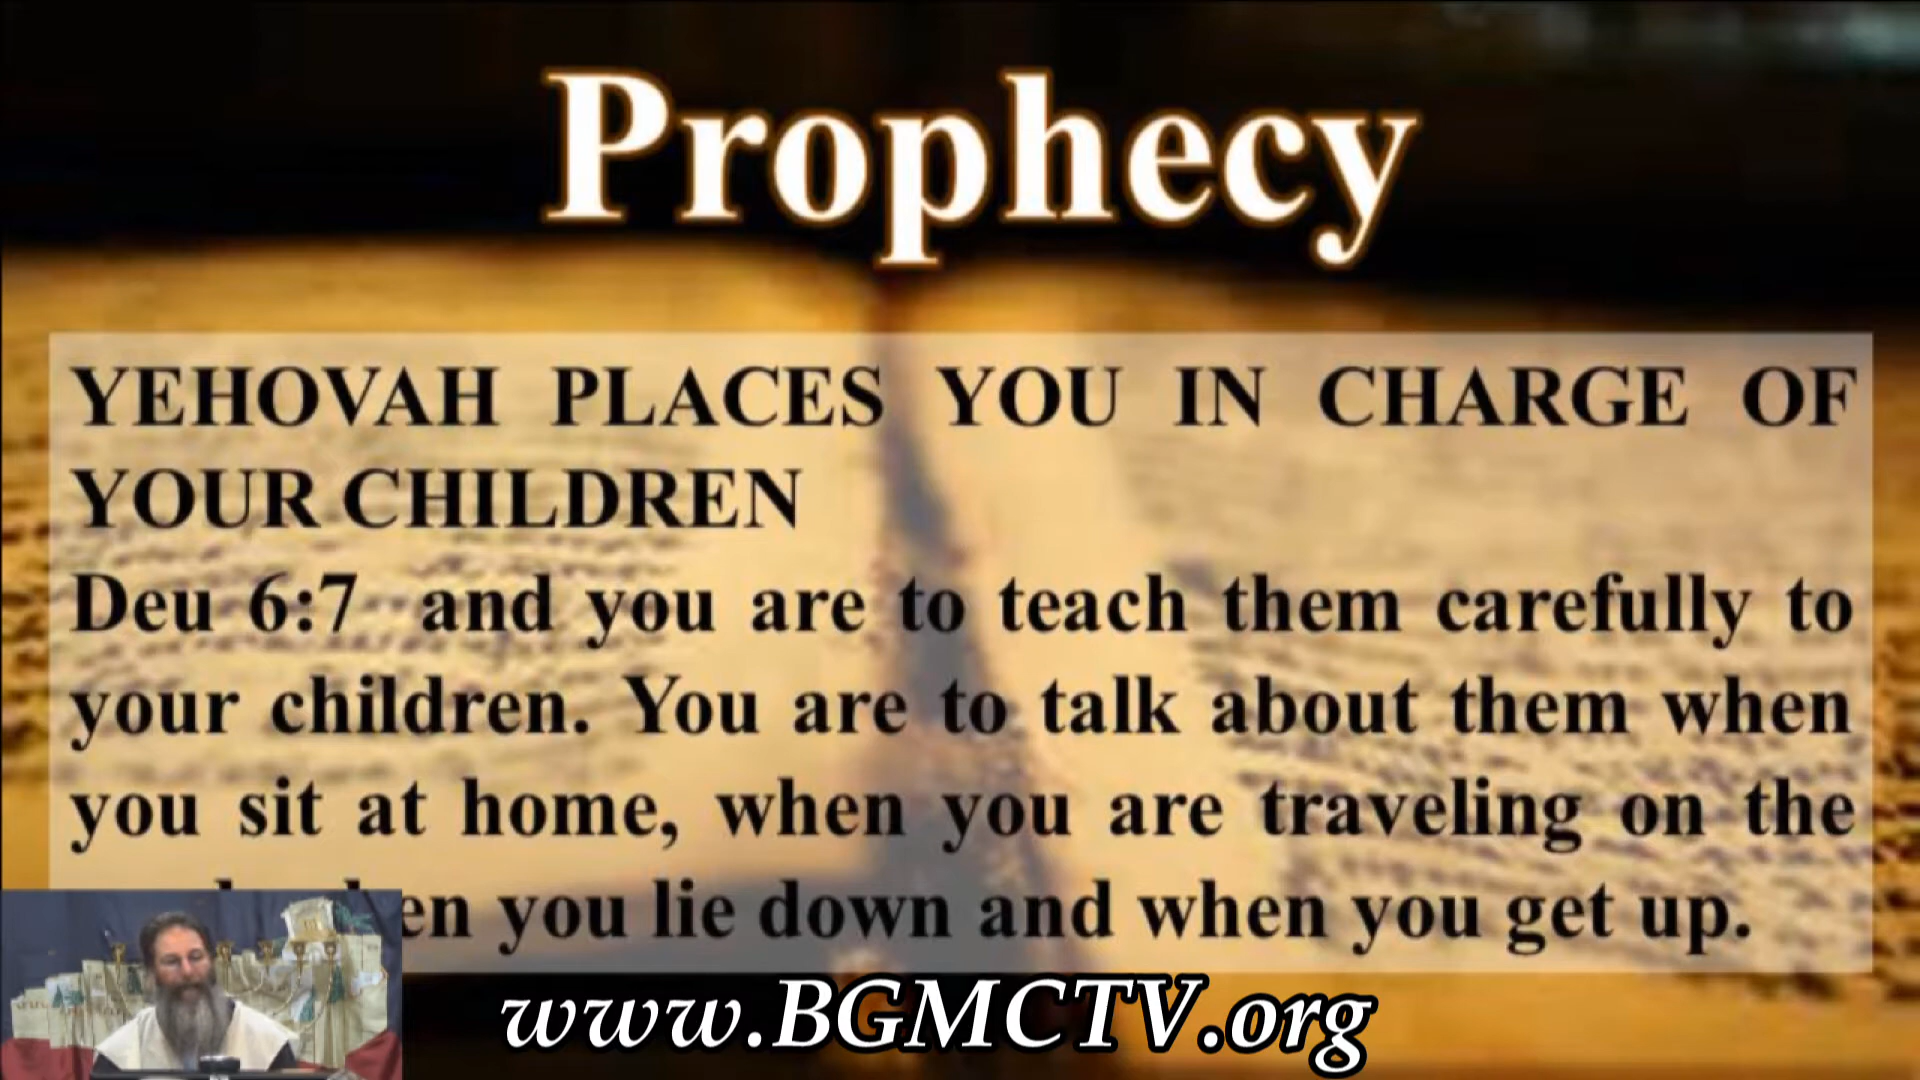 Prophecy
YEHOVAH PLACES YOU IN CHARGE OF
YOUR CHILDREN
Deu 6:7 and you are to teach them carefully to
your children. You are to talk about them when
you sit at home, when you are traveling on the
you lie down and when you get up.
www.BGMCTV.org